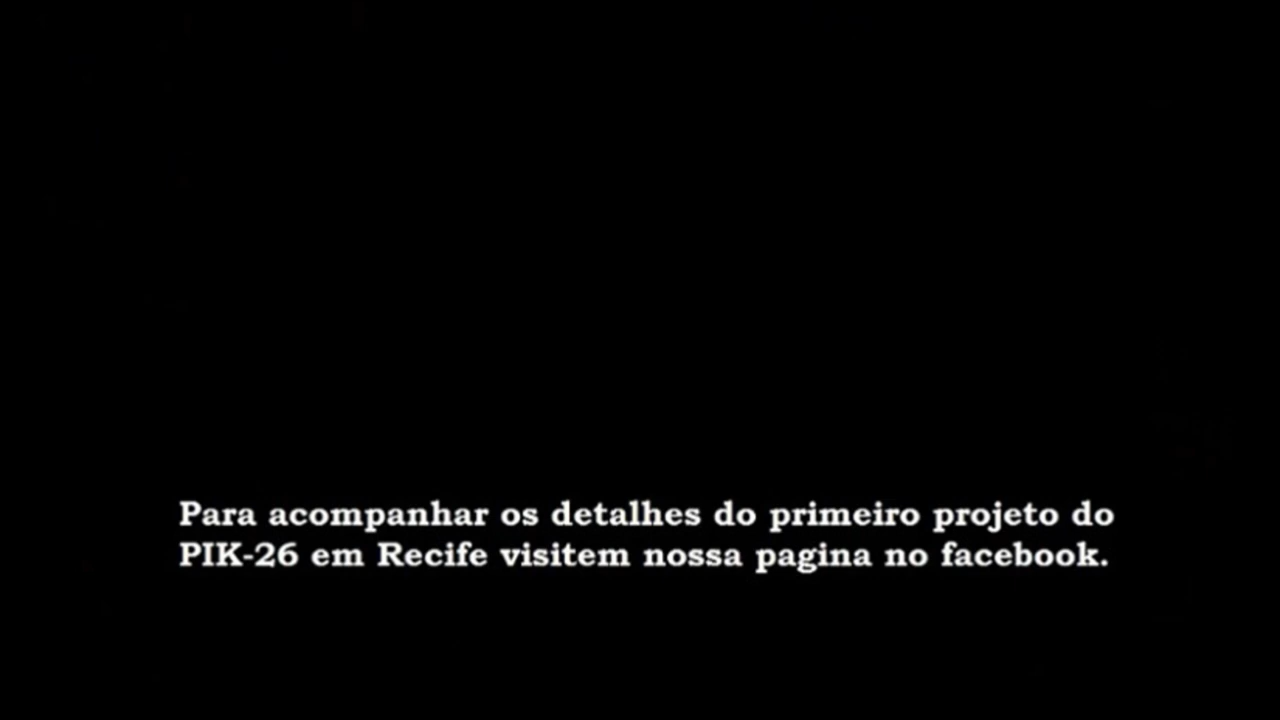 Para acompanhar os detalhes do primeiro projeto do
PIK-26 em Recife visitem nossa pagina no facebook.